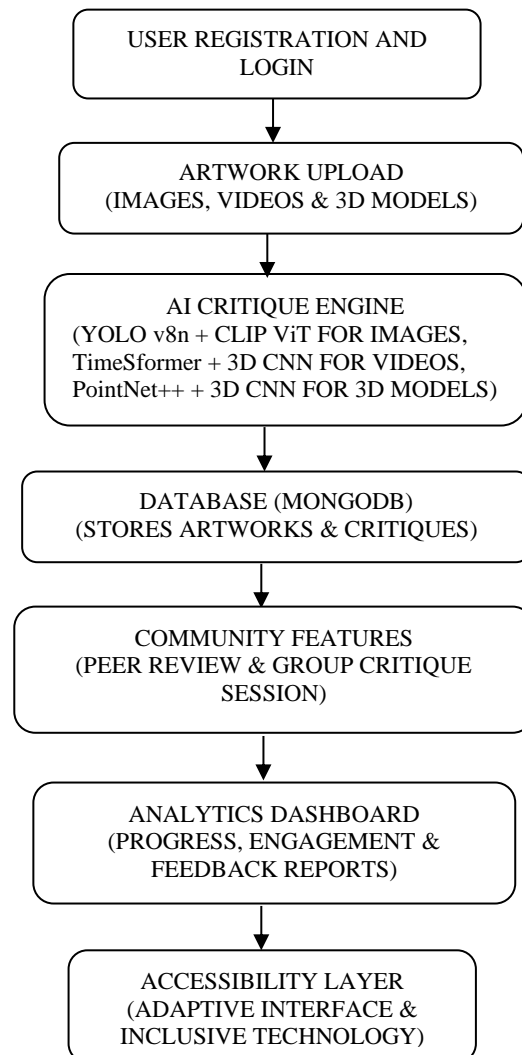 USER REGISTRATION AND
LOGIN
ARTWORK UPLOAD
(IMAGES, VIDEOS & 3D MODELS)
AI CRITIQUE ENGINE
(YOLO v8n + CLIP ViT FOR IMAGES,
TimeSformer + 3D CNN FOR VIDEOS,
PointNet++ + 3D CNN FOR 3D MODELS)
DATABASE (MONGODB)
(STORES ARTWORKS & CRITIQUES)
COMMUNITY FEATURES
(PEER REVIEW & GROUP CRITIQUE
SESSION)
ANALYTICS DASHBOARD
(PROGRESS, ENGAGEMENT &
FEEDBACK REPORTS)
ACCESSIBILITY LAYER
(ADAPTIVE INTERFACE &
INCLUSIVE TECHNOLOGY)